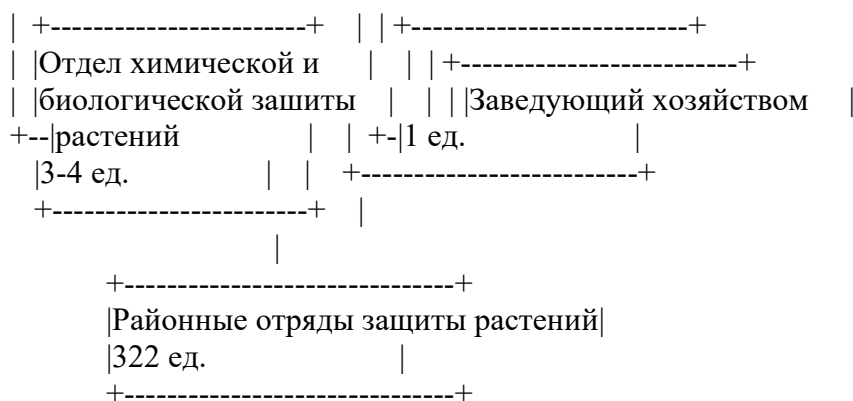 | +------------------------+ | | +--------------------------+
| |Отдел химической и | | | +--------------------------+
| |биологической зашиты | | | |Заведующий хозяйством |
+--|растений | | +-|1 ед. |
|3-4 ед. | | +--------------------------+
+------------------------+ |
|
+-------------------------------+
|Районные отряды защиты растений|
|322 ед. |
+-------------------------------+